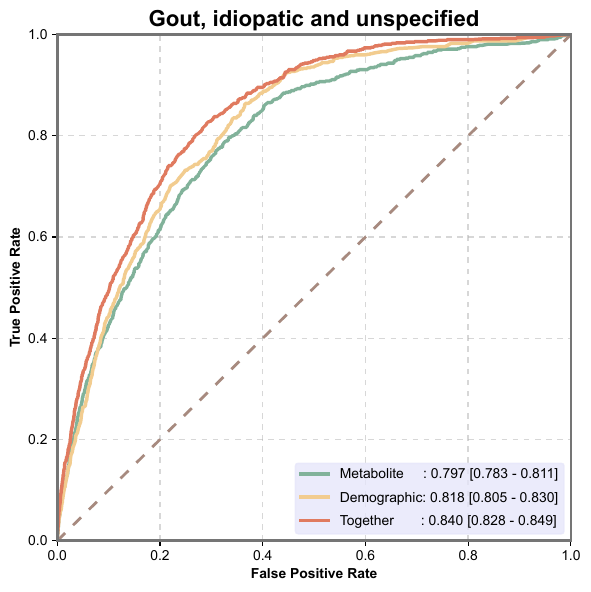 Gout, idiopatic and unspecified
1.0
0.8
0.6
0.4
0.2
0.0
True Positive Rate
Metabolite : 0.797 [0.783 - 0.811]
Demographic: 0.818 [0.805 - 0.830]
Together : 0.840 [0.828 - 0.849]
0.0 0.2 0.4 0.6 0.8 1.0
False Positive Rate